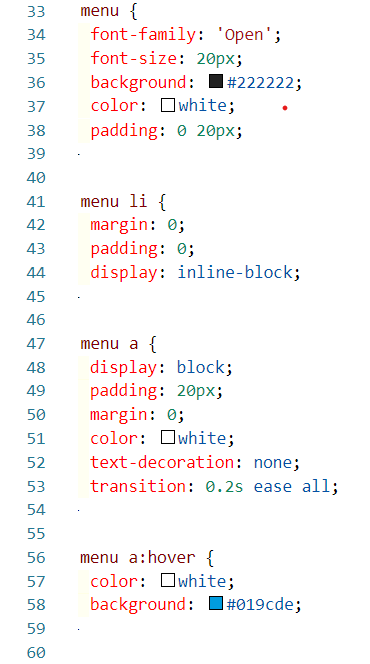 33 menu {
34 font-family: 'Open';
35 font-size: 20px;
36 background: #222222;
37 color: white;
38 padding: 0 20px;
39
40
41 menu li {
42 margin: 0;
43 padding: 0;
44 display: inline-block;
45
46
47 menu a {
48 display: block;
49 padding: 20px;
50 margin: 0;
51 color: white;
52 text-decoration: none;
53 transition: 0.2s ease all;
54
55
56 menu a:hover {
57 color: white;
58 background: #019cde;
59
60